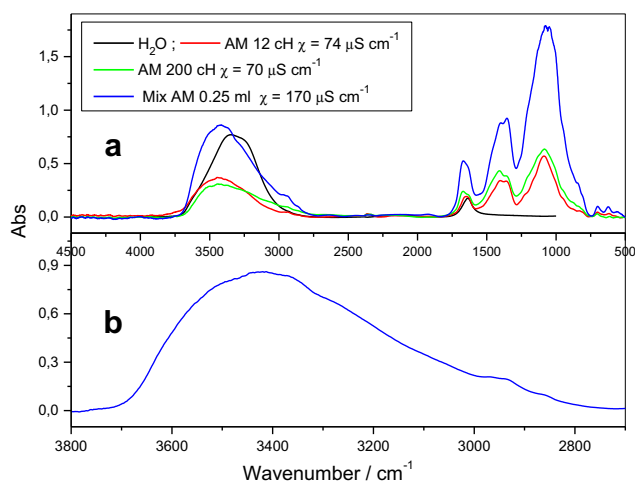 H₂O ; AM 12 cH χ = 74 μS cm⁻¹
AM 200 cH χ = 70 μS cm⁻¹
Mix AM 0.25 ml χ = 170 μS cm⁻¹
a
1,5
1,0
0,5
0,0
4500 4000 3500 3000 2500 2000 1500 1000 500
Abs
0,9
b
0,6
0,3
0,0
3800 3600 3400 3200 3000 2800
Wavenumber / cm⁻¹